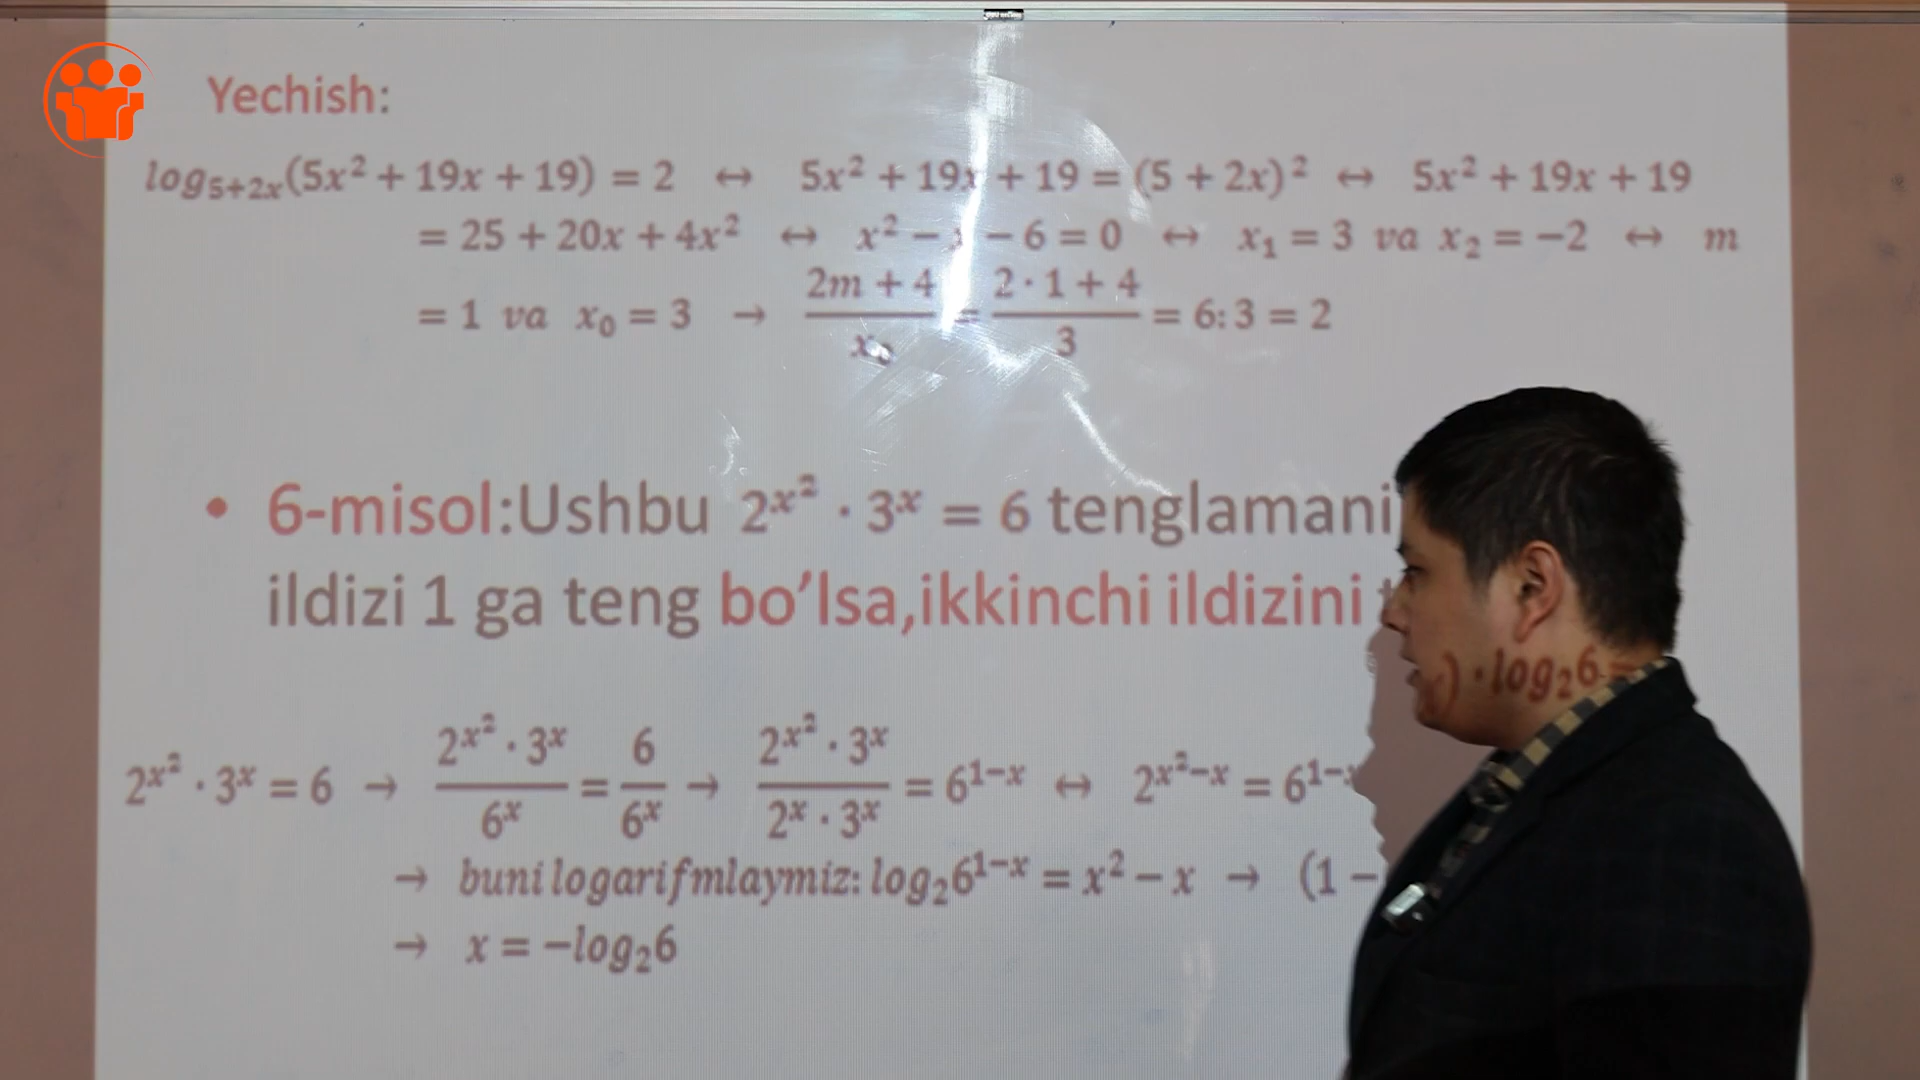 Yechish:
log₅₊₂ₓ(5x² + 19x + 19) = 2 ↔ 5x² + 19x + 19 = (5 + 2x)² ↔ 5x² + 19x + 19
= 25 + 20x + 4x² ↔ x² − x − 6 = 0 ↔ x₁ = 3 va x₂ = −2 ↔ m
= 1 va x₀ = 3 → (2m + 4)/x₀ = (2 · 1 + 4)/3 = 6: 3 = 2
• 6-misol:Ushbu 2^(x²) · 3^x = 6 tenglamani
ildizi 1 ga teng bo’lsa,ikkinchi ildizini
2^(x²) · 3^x = 6 → (2^(x²) · 3^x)/6^x = 6/6^x → (2^(x²) · 3^x)/(2^x · 3^x) = 6^(1−x) ↔ 2^(x²−x) = 6^(1−x)
→ buni logarifmlaymiz: log₂6^(1−x) = x² − x → (1 − x) · log₂6 =
→ x = −log₂6